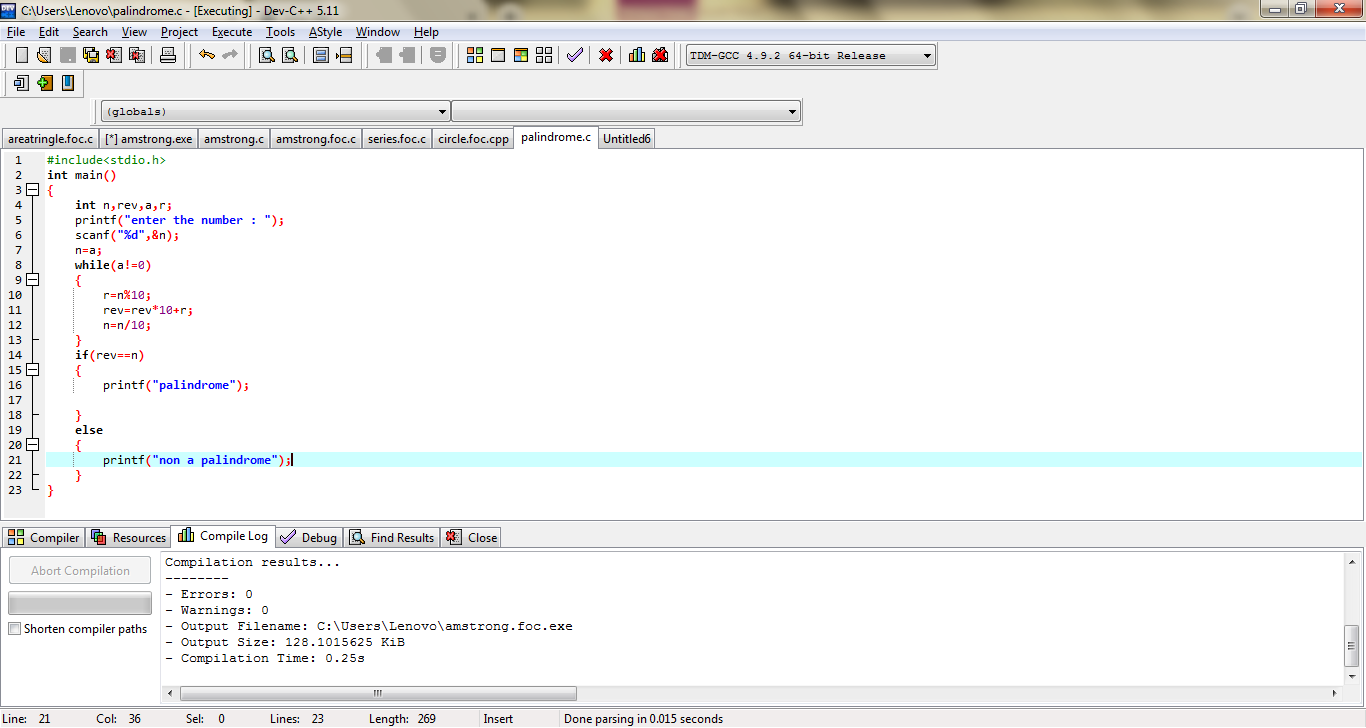 C:\Users\Lenovo\palindrome.c - [Executing] - Dev-C++ 5.11
File Edit Search View Project Execute Tools AStyle Window Help
TDM-GCC 4.9.2 64-bit Release
(globals)
areatringle.foc.c [*] amstrong.exe amstrong.c amstrong.foc.c series.foc.c circle.foc.cpp palindrome.c Untitled6
1 #include<stdio.h>
2 int main()
3 {
4 int n,rev,a,r;
5 printf("enter the number : ");
6 scanf("%d",&n);
7 n=a;
8 while(a!=0)
9 {
10 r=n%10;
11 rev=rev*10+r;
12 n=n/10;
13 }
14 if(rev==n)
15 {
16 printf("palindrome");
17
18 }
19 else
20 {
21 printf("non a palindrome");
22 }
23 }
Compiler Resources Compile Log Debug Find Results Close
Abort Compilation
Shorten compiler paths
Compilation results...
--------
- Errors: 0
- Warnings: 0
- Output Filename: C:\Users\Lenovo\amstrong.foc.exe
- Output Size: 128.1015625 KiB
- Compilation Time: 0.25s
Line: 21 Col: 36 Sel: 0 Lines: 23 Length: 269 Insert Done parsing in 0.015 seconds